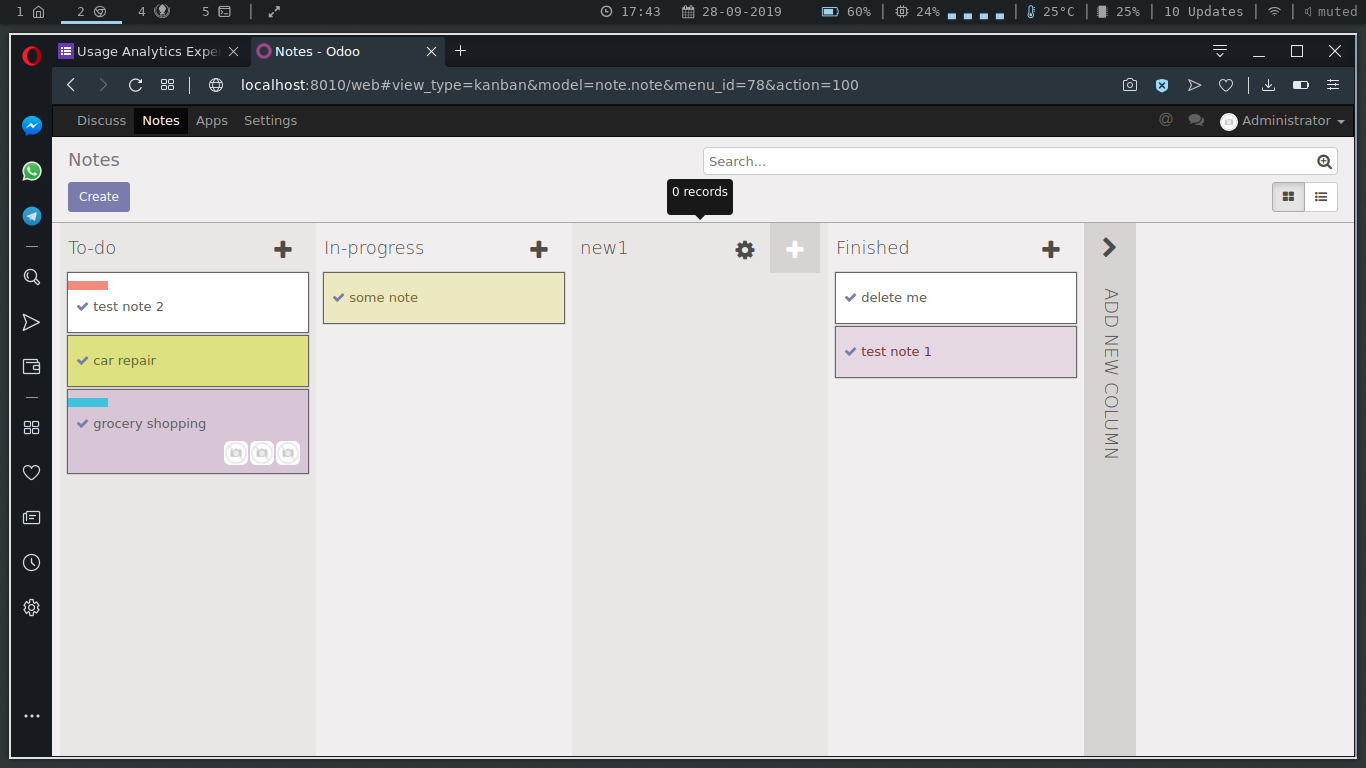 1 2 4 5 17:43 28-09-2019 60% 24% 25°C 25% 10 Updates muted
Usage Analytics Expe Notes - Odoo
localhost:8010/web#view_type=kanban&model=note.note&menu_id=78&action=100
Discuss Notes Apps Settings @ Administrator
Notes Search...
Create 0 records
To-do In-progress new1 Finished
ADD NEW COLUMN
test note 2 some note delete me
car repair test note 1
grocery shopping